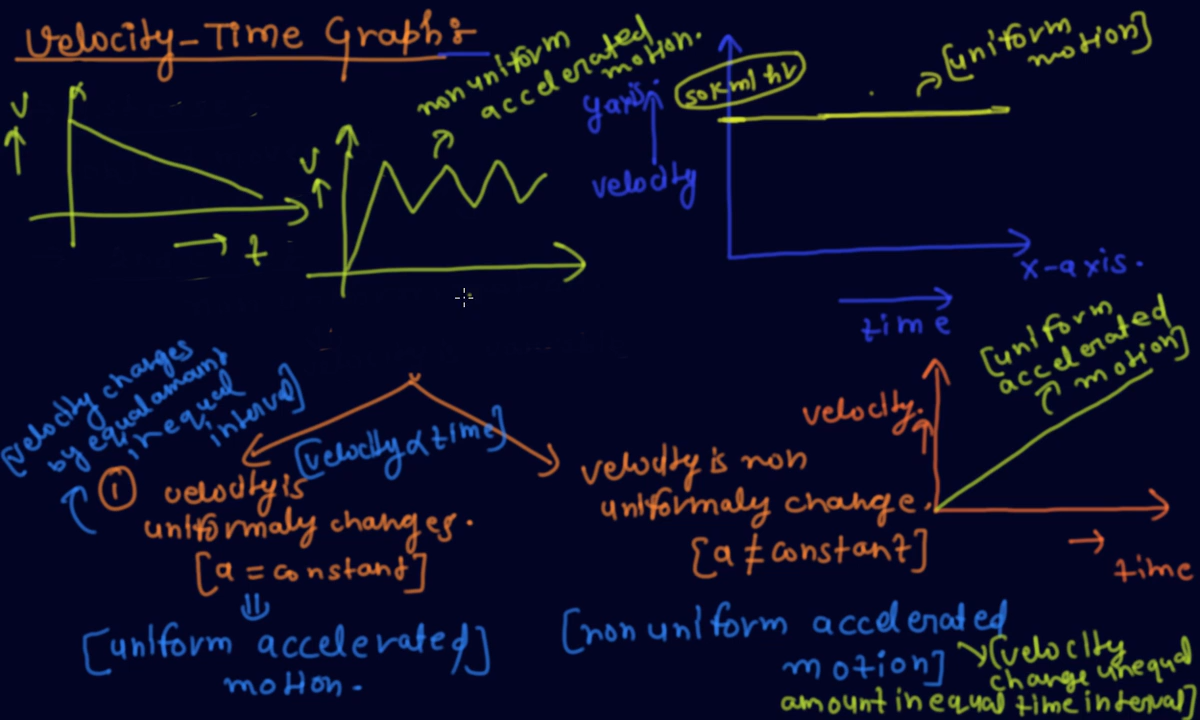 Velocity-Time Graphs
V
t
V
non uniform
accelerated
motion.
y axis.
velocity
50 km/hr
[uniform
motion]
x-axis.
time
[velocity changes
by equal amount
in equal
interval]
[velocity ∝ time]
① velocity is
uniformaly changes.
[a = constant]
⇓
[uniform accelerated]
motion.
velocity is non
uniformaly change.
[a ≠ constant]
[non uniform accelerated
motion]
[velocity
change unequal
amount in equal time interval]
velocity.
[uniform
accelerated
motion]
time